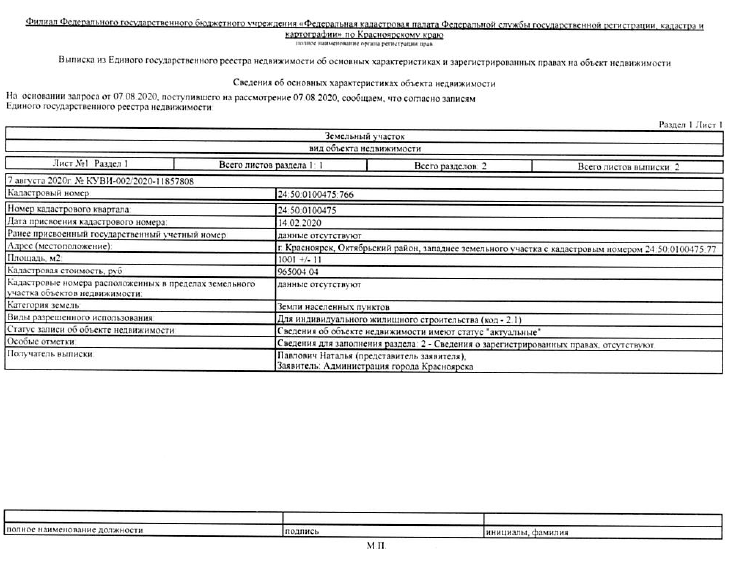 Филиал Федерального государственного бюджетного учреждения «Федеральная кадастровая палата Федеральной службы государственной регистрации, кадастра и
картографии» по Красноярскому краю
полное наименование органа регистрации прав
Выписка из Единого государственного реестра недвижимости об основных характеристиках и зарегистрированных правах на объект недвижимости
Сведения об основных характеристиках объекта недвижимости
На основании запроса от 07.08.2020, поступившего на рассмотрение 07.08.2020, сообщаем, что согласно записям
Единого государственного реестра недвижимости
Раздел 1 Лист 1
Земельный участок
вид объекта недвижимости
Лист №1 Раздел 1 Всего листов раздела 1: 1 Всего разделов 2 Всего листов выписки 2
7 августа 2020г. № КУВИ-002/2020-11857808
Кадастровый номер 24:50:0100475:766
Номер кадастрового квартала: 24:50:0100475
Дата присвоения кадастрового номера: 14.02.2020
Ранее присвоенный государственный учетный номер данные отсутствуют
Адрес (местоположение): г. Красноярск, Октябрьский район, западнее земельного участка с кадастровым номером 24:50:0100475:77
Площадь, м2: 1001 +/- 11
Кадастровая стоимость, руб 965004.04
Кадастровые номера расположенных в пределах земельного участка объектов недвижимости: данные отсутствуют
Категория земель Земли населенных пунктов
Виды разрешенного использования Для индивидуального жилищного строительства (код - 2.1)
Статус записи об объекте недвижимости Сведения об объекте недвижимости имеют статус "актуальные"
Особые отметки: Сведения для заполнения раздела: 2 - Сведения о зарегистрированных правах, отсутствуют.
Получатель выписки: Павлович Наталья (представитель заявителя),
Заявитель: Администрация города Красноярска
полное наименование должности подпись инициалы, фамилия
М.П.